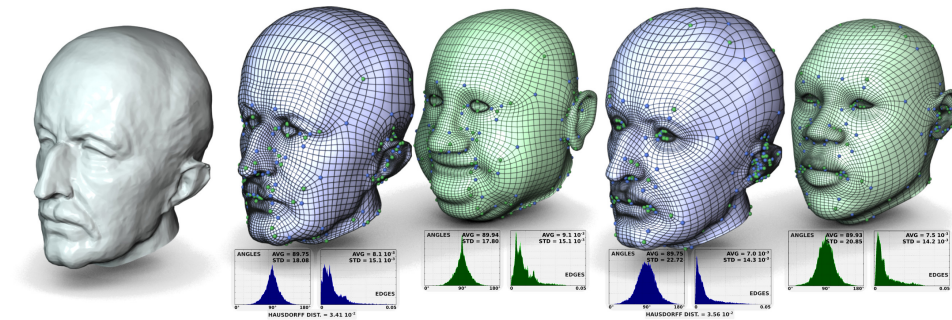 ANGLES AVG = 89.75
STD = 18.08
AVG = 8.1 10⁻³
STD = 15.1 10⁻³
EDGES
0° 90° 180° 0 0.05
HAUSDORFF DIST. = 3.41 10⁻³
ANGLES AVG = 89.94
STD = 17.80
AVG = 9.1 10⁻³
STD = 15.1 10⁻³
EDGES
0° 90° 180° 0 0.05
ANGLES AVG = 89.75
STD = 22.72
AVG = 7.0 10⁻³
STD = 14.3 10⁻³
EDGES
0° 90° 180° 0 0.05
HAUSDORFF DIST. = 3.56 10⁻³
ANGLES AVG = 89.93
STD = 20.85
AVG = 7.5 10⁻³
STD = 14.2 10⁻³
EDGES
0° 90° 180° 0 0.05